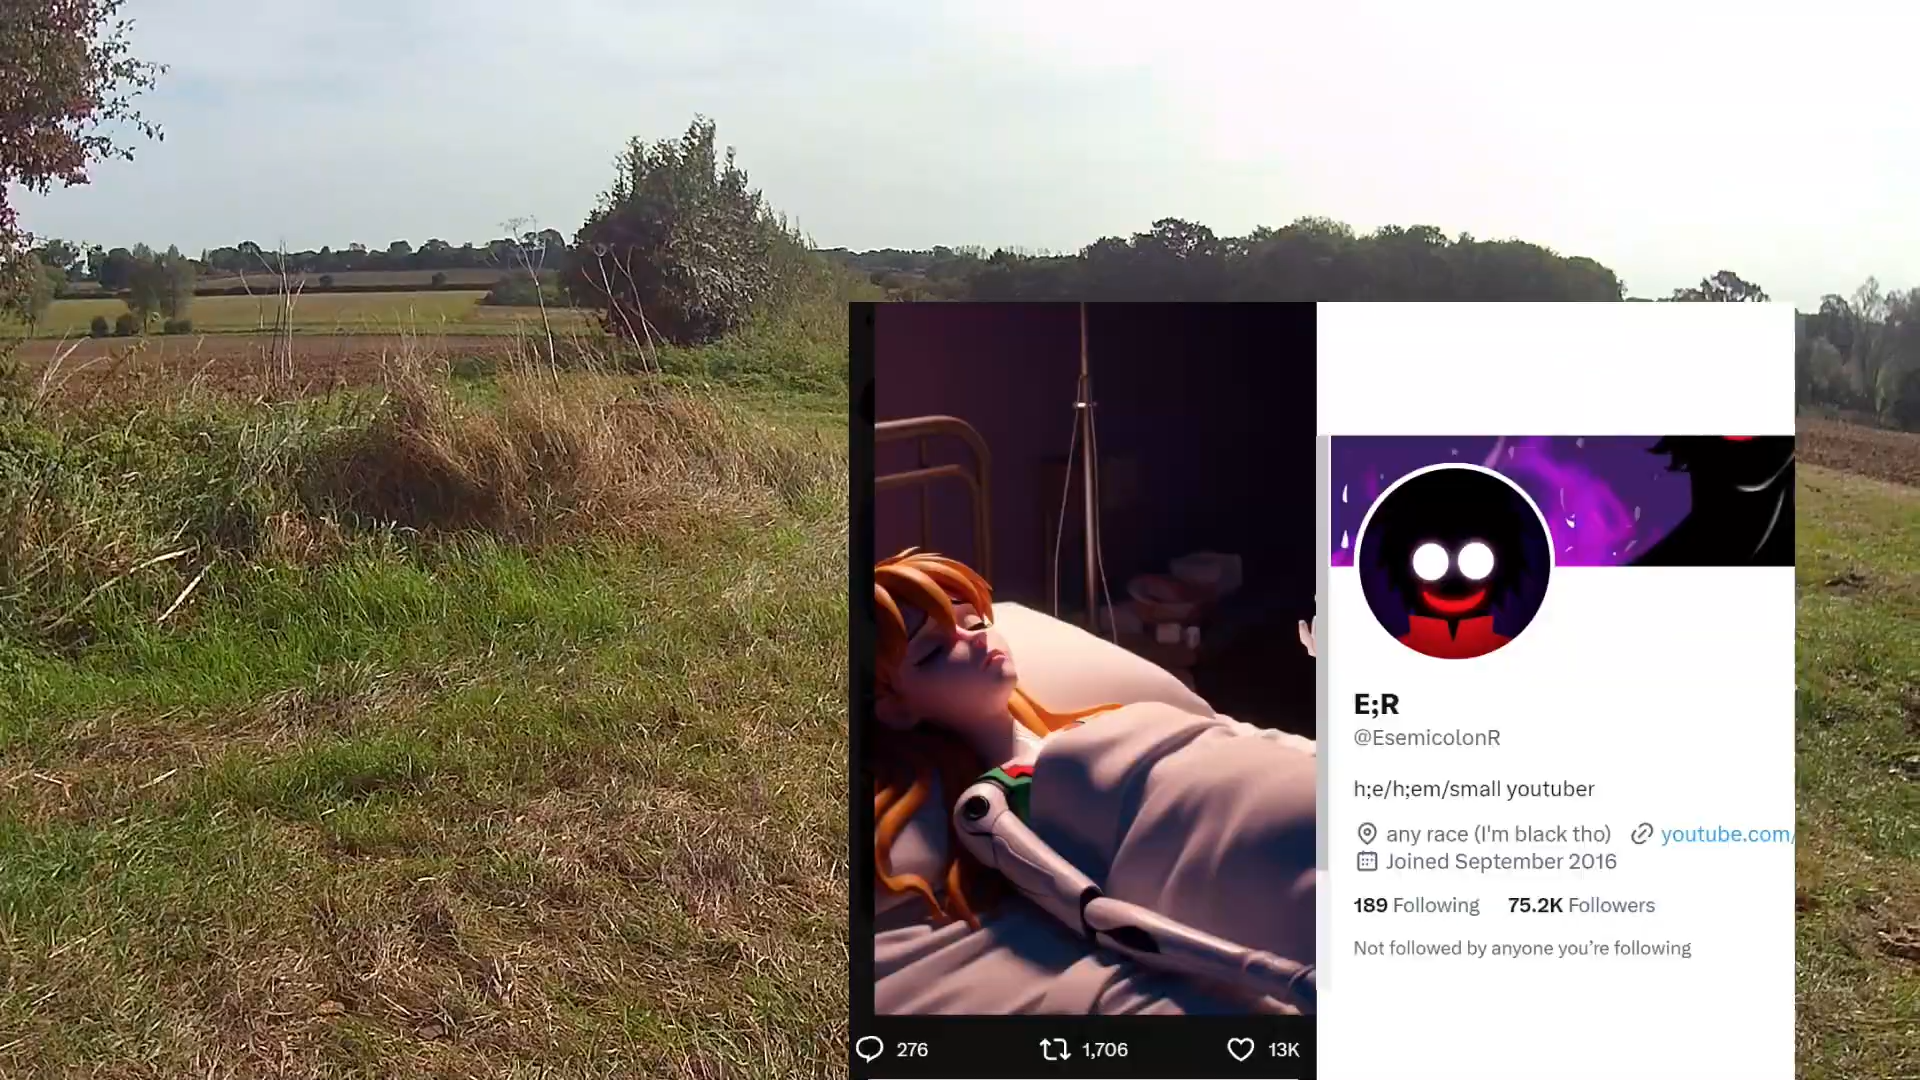 276
1,706
13K
E;R
@EsemicolonR
h;e/h;em/small youtuber
any race (I'm black tho) youtube.com/
Joined September 2016
189 Following 75.2K Followers
Not followed by anyone you’re following